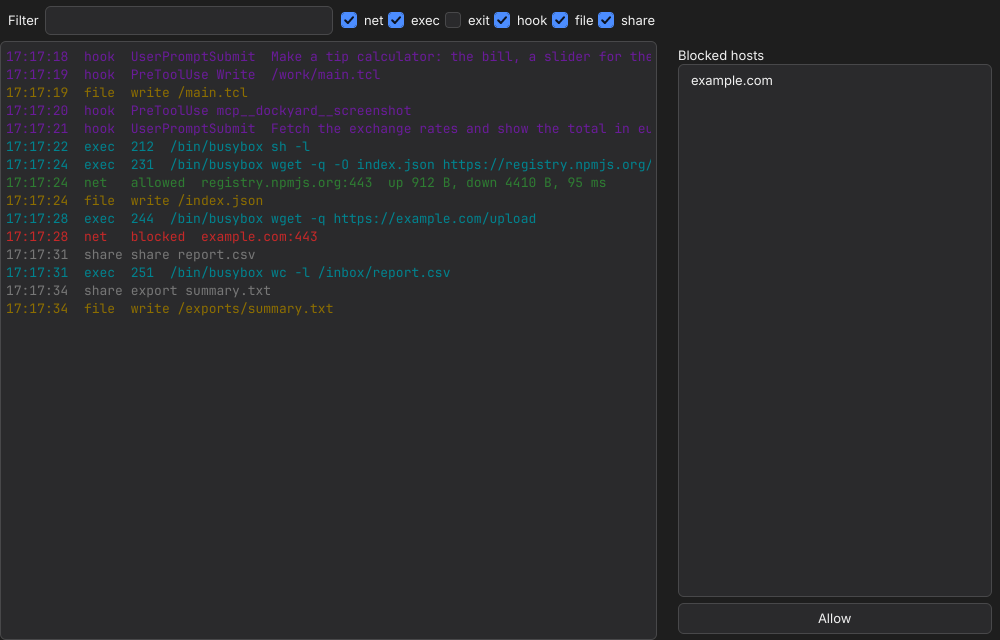 Filter net exec exit hook file share
17:17:18 hook UserPromptSubmit Make a tip calculator: the bill, a slider for the
17:17:19 hook PreToolUse Write /work/main.tcl
17:17:19 file write /main.tcl
17:17:20 hook PreToolUse mcp__dockyard__screenshot
17:17:21 hook UserPromptSubmit Fetch the exchange rates and show the total in eu
17:17:22 exec 212 /bin/busybox sh -l
17:17:24 exec 231 /bin/busybox wget -q -O index.json https://registry.npmjs.org/
17:17:24 net allowed registry.npmjs.org:443 up 912 B, down 4410 B, 95 ms
17:17:24 file write /index.json
17:17:28 exec 244 /bin/busybox wget -q https://example.com/upload
17:17:28 net blocked example.com:443
17:17:31 share share report.csv
17:17:31 exec 251 /bin/busybox wc -l /inbox/report.csv
17:17:34 share export summary.txt
17:17:34 file write /exports/summary.txt
Blocked hosts
example.com
Allow